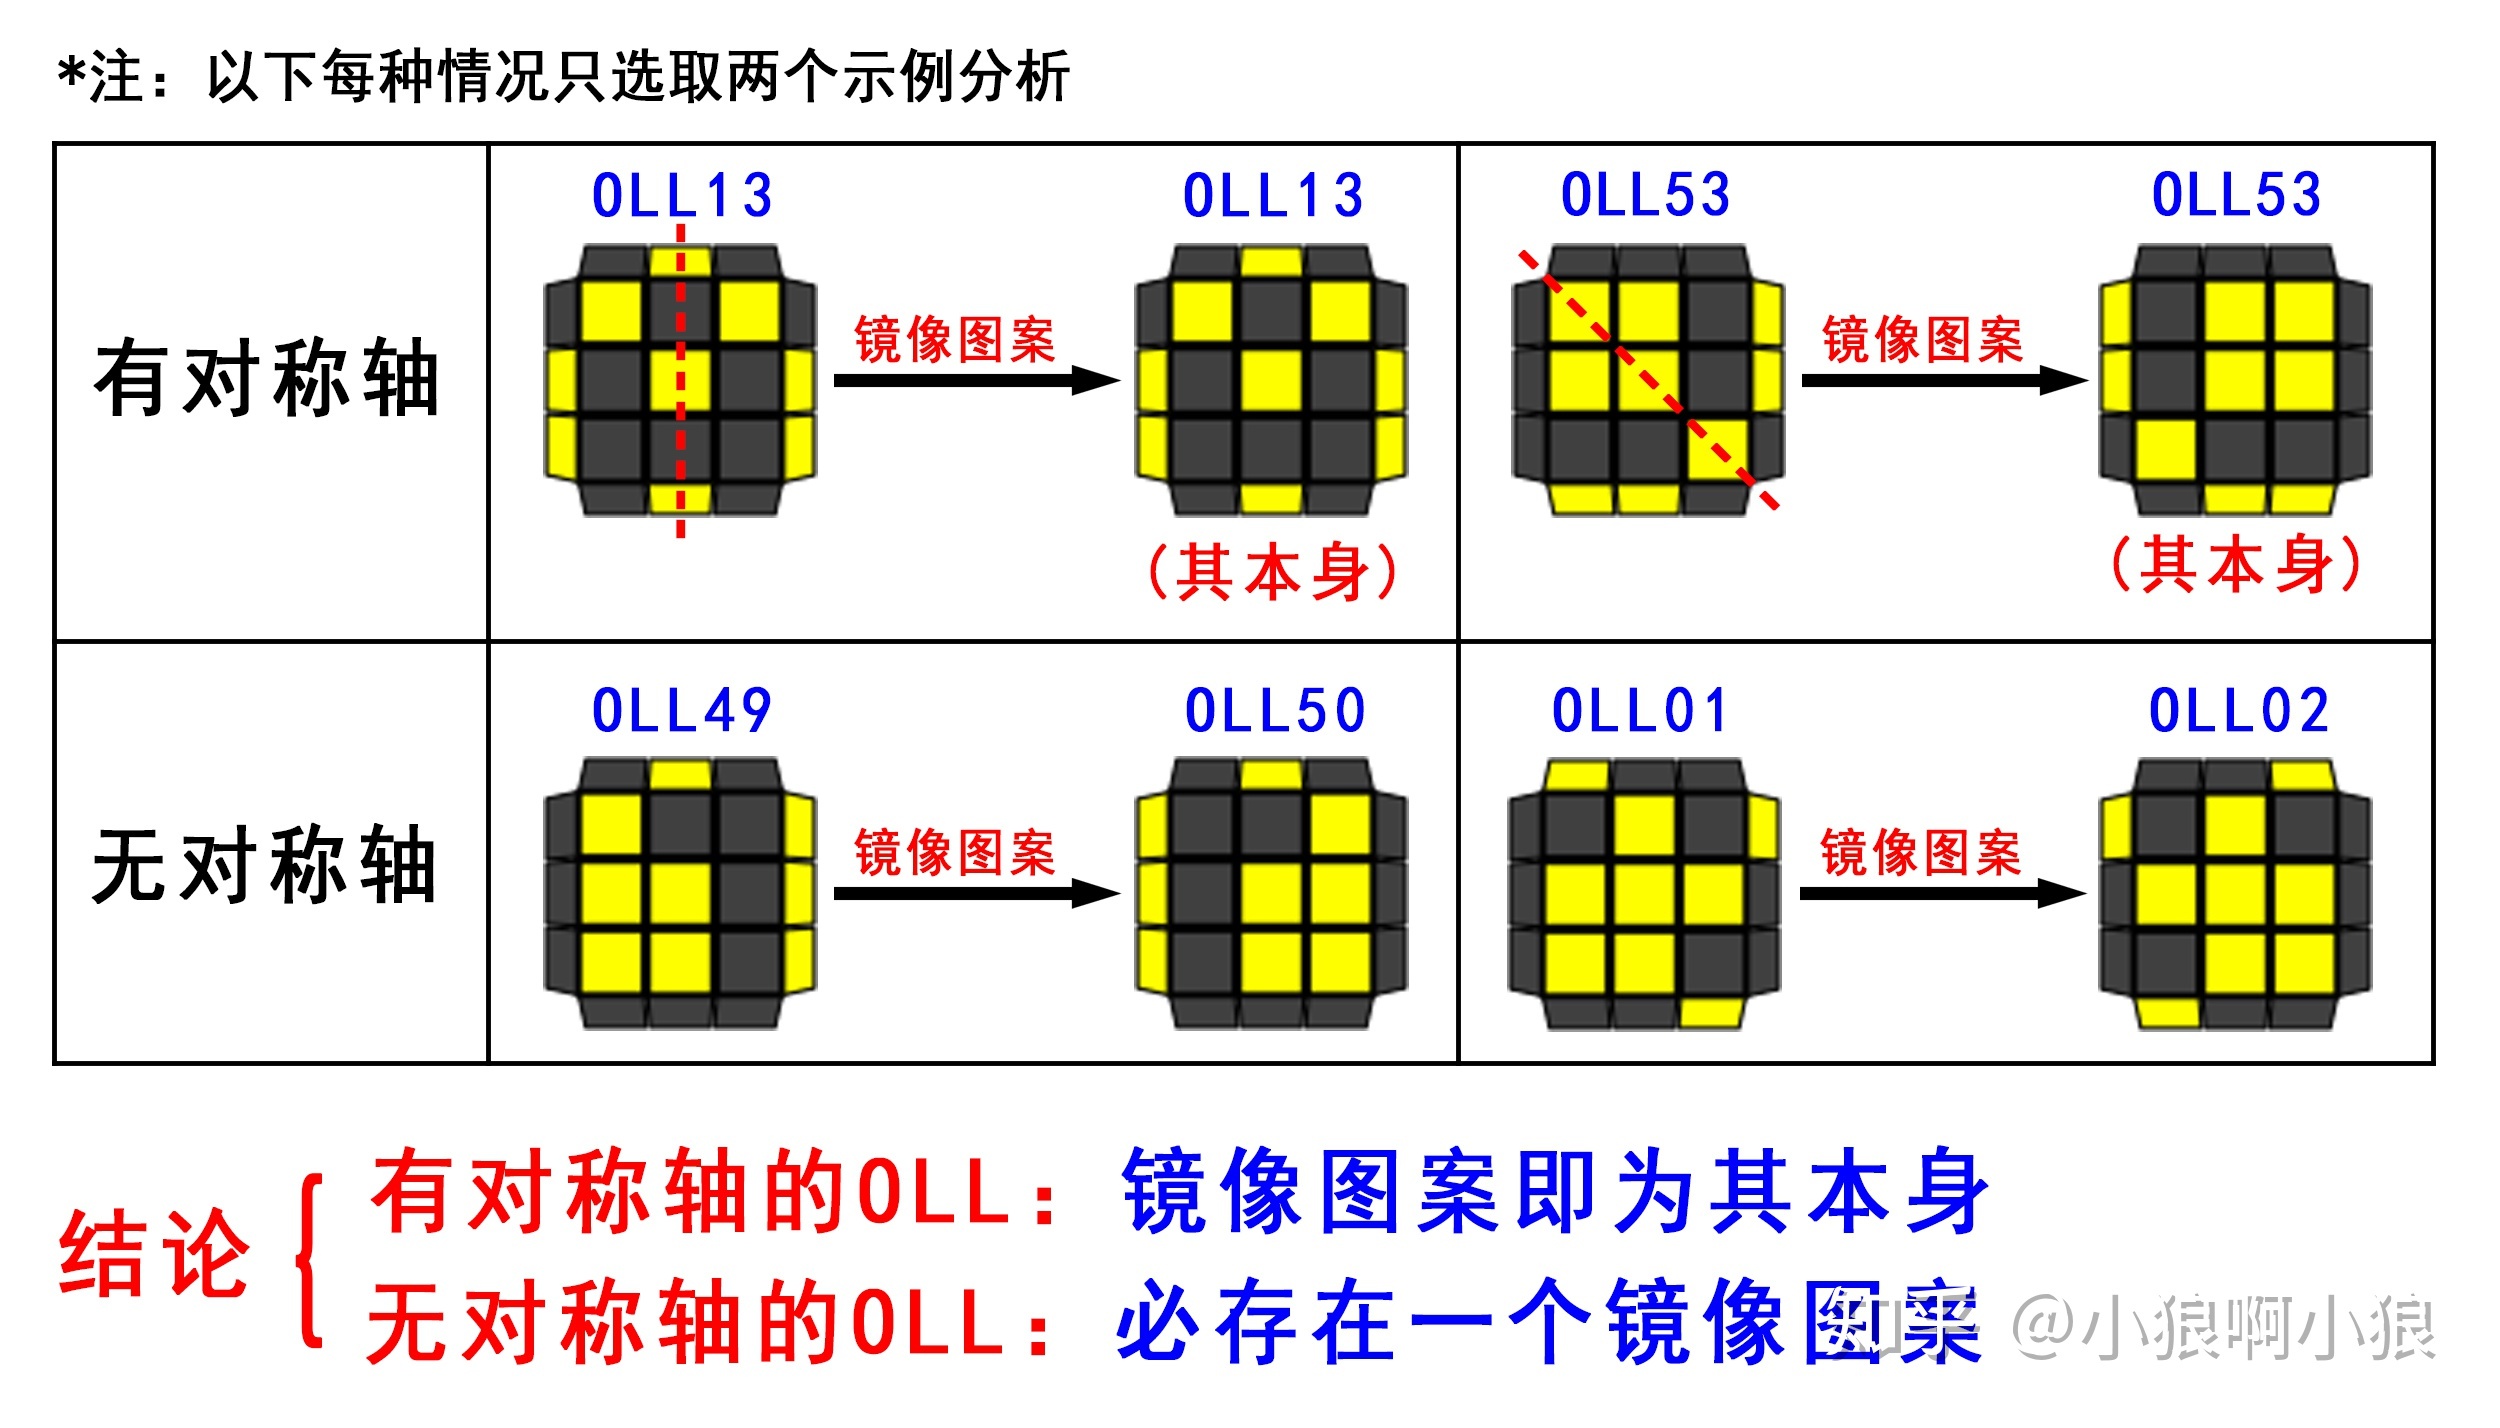 *注：以下每种情况只选取两个示例分析
OLL13 OLL13 OLL53 OLL53
有对称轴 镜像图案 镜像图案
(其本身) (其本身)
OLL49 OLL50 OLL01 OLL02
无对称轴 镜像图案 镜像图案
结论
有对称轴的OLL：镜像图案即为其本身
无对称轴的OLL：必存在一个镜像图案
知乎 @小狼啊小狼